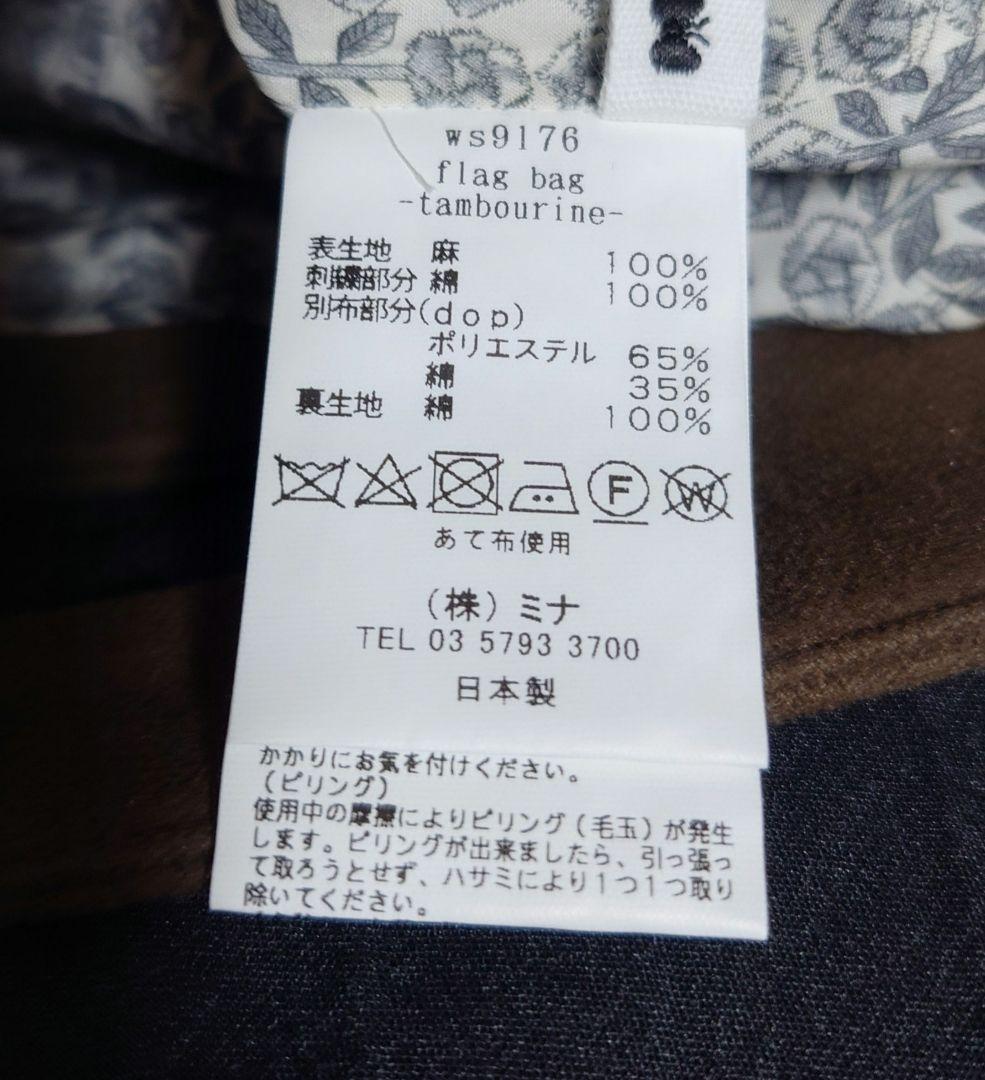 ws9176
flag bag
-tambourine-
表生地 麻 100%
刺繍部分 綿 100%
別布部分(dop)
ポリエステル 65%
綿 35%
裏生地 綿 100%
F W
あて布使用
(株)ミナ
TEL 03 5793 3700
日本製
かかりにお気を付けください。
(ピリング)
使用中の摩擦によりピリング(毛玉)が発生
します。ピリングが出来ましたら、引っ張っ
て取ろうとせず、ハサミにより1つ1つ取り
除いてください。